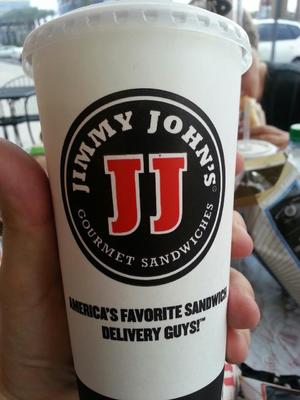 JIMMY JOHN'S®
JJ
GOURMET SANDWICHES
AMERICA'S FAVORITE SANDWICH
DELIVERY GUYS!™